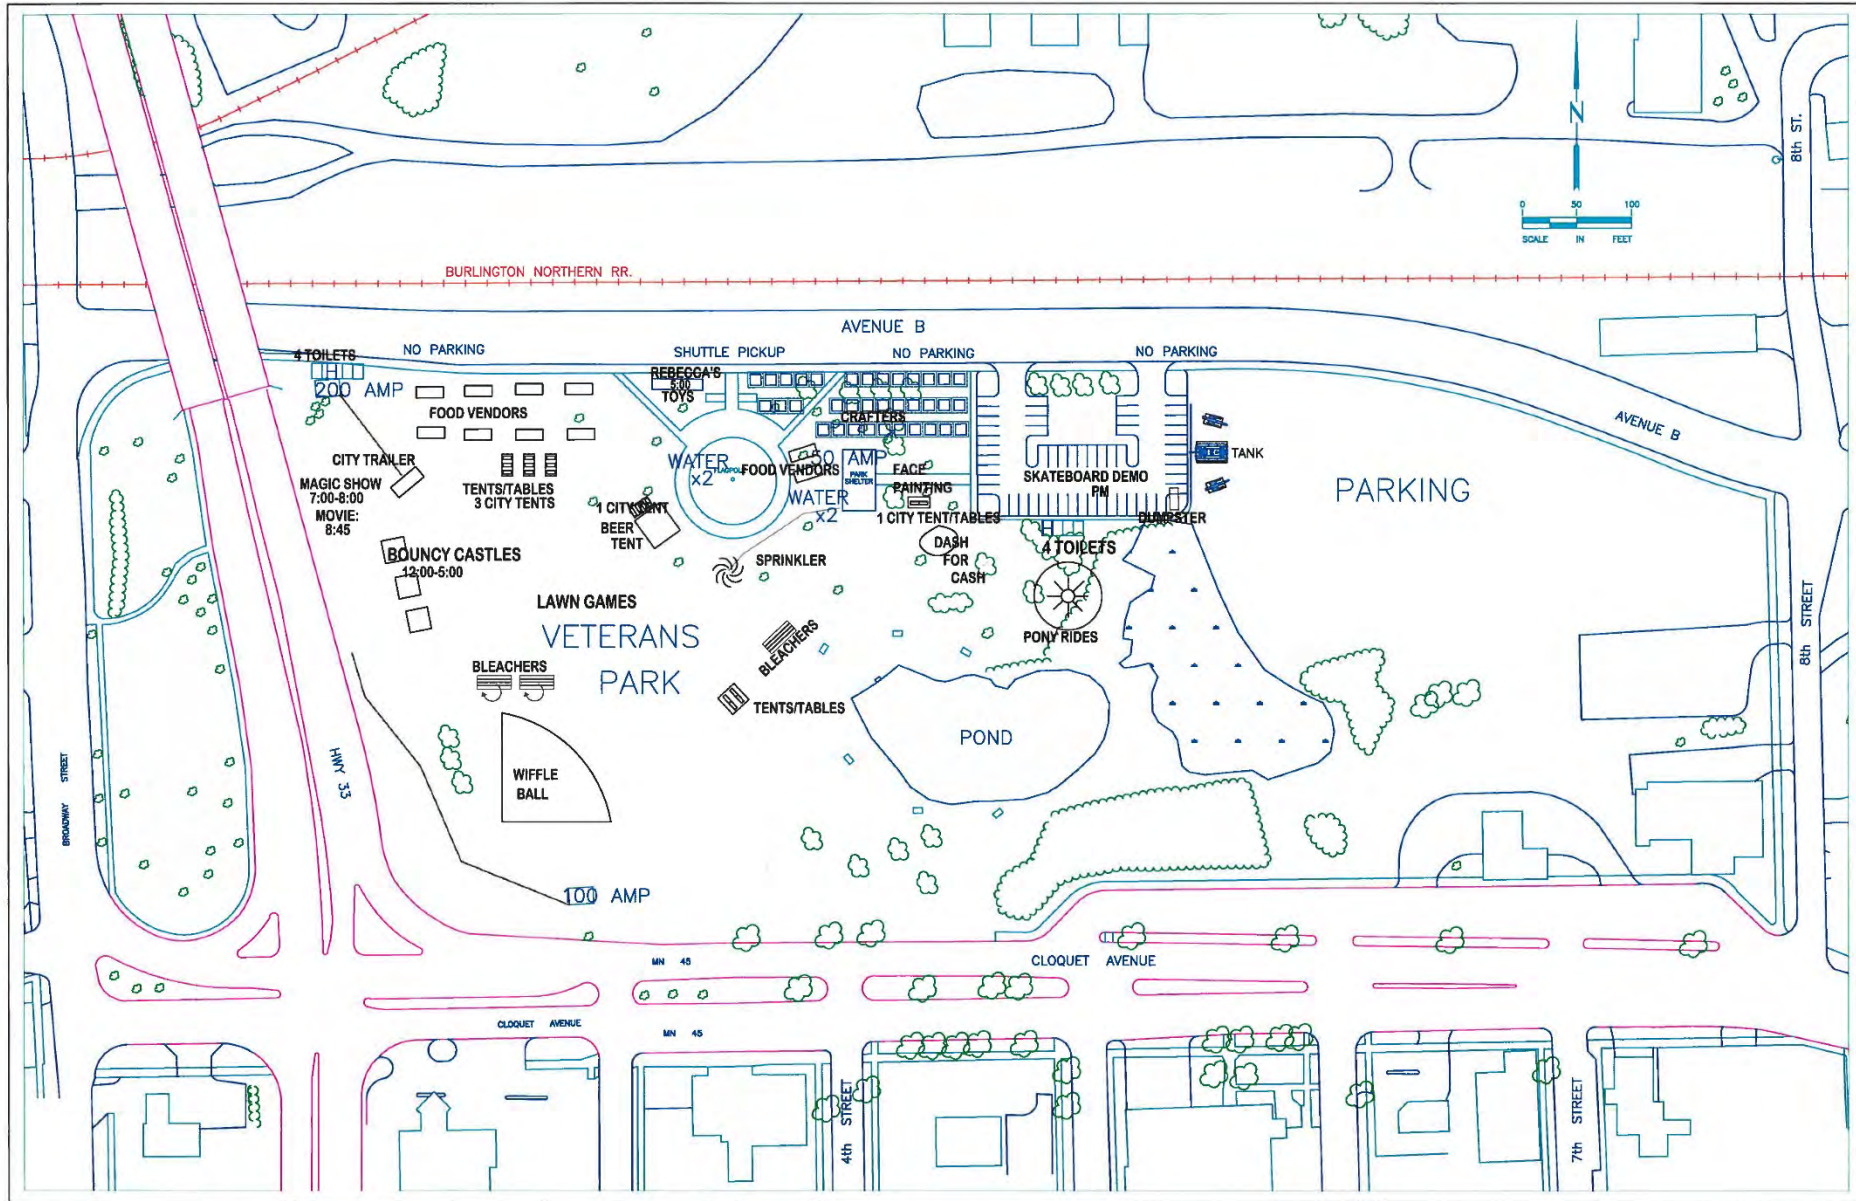 8th ST.
N
0 50 100
SCALE IN FEET
BURLINGTON NORTHERN RR.
AVENUE B
4 TOILETS
NO PARKING
SHUTTLE PICKUP
NO PARKING
NO PARKING
200 AMP
REBECCA'S
5:00
TOYS
FOOD VENDORS
CRAFTERS
AVENUE B
CITY TRAILER
MAGIC SHOW
7:00-8:00
MOVIE:
8:45
TENTS/TABLES
3 CITY TENTS
WATER
x2
FLAGPOLE
FOOD VENDORS
50 AMP
PARK
SHELTER
FACE
PAINTING
SKATEBOARD DEMO
PM
TANK
PARKING
WATER
x2
1 CITY TENT
BEER
TENT
1 CITY TENT/TABLES
DUMPSTER
BOUNCY CASTLES
12:00-5:00
SPRINKLER
DASH
FOR
CASH
4 TOILETS
LAWN GAMES
VETERANS
PARK
BLEACHERS
PONY RIDES
8th STREET
BLEACHERS
TENTS/TABLES
POND
HWY 33
BROADWAY STREET
WIFFLE
BALL
100 AMP
MN 45
CLOQUET AVENUE
CLOQUET AVENUE
MN 45
4th STREET
7th STREET